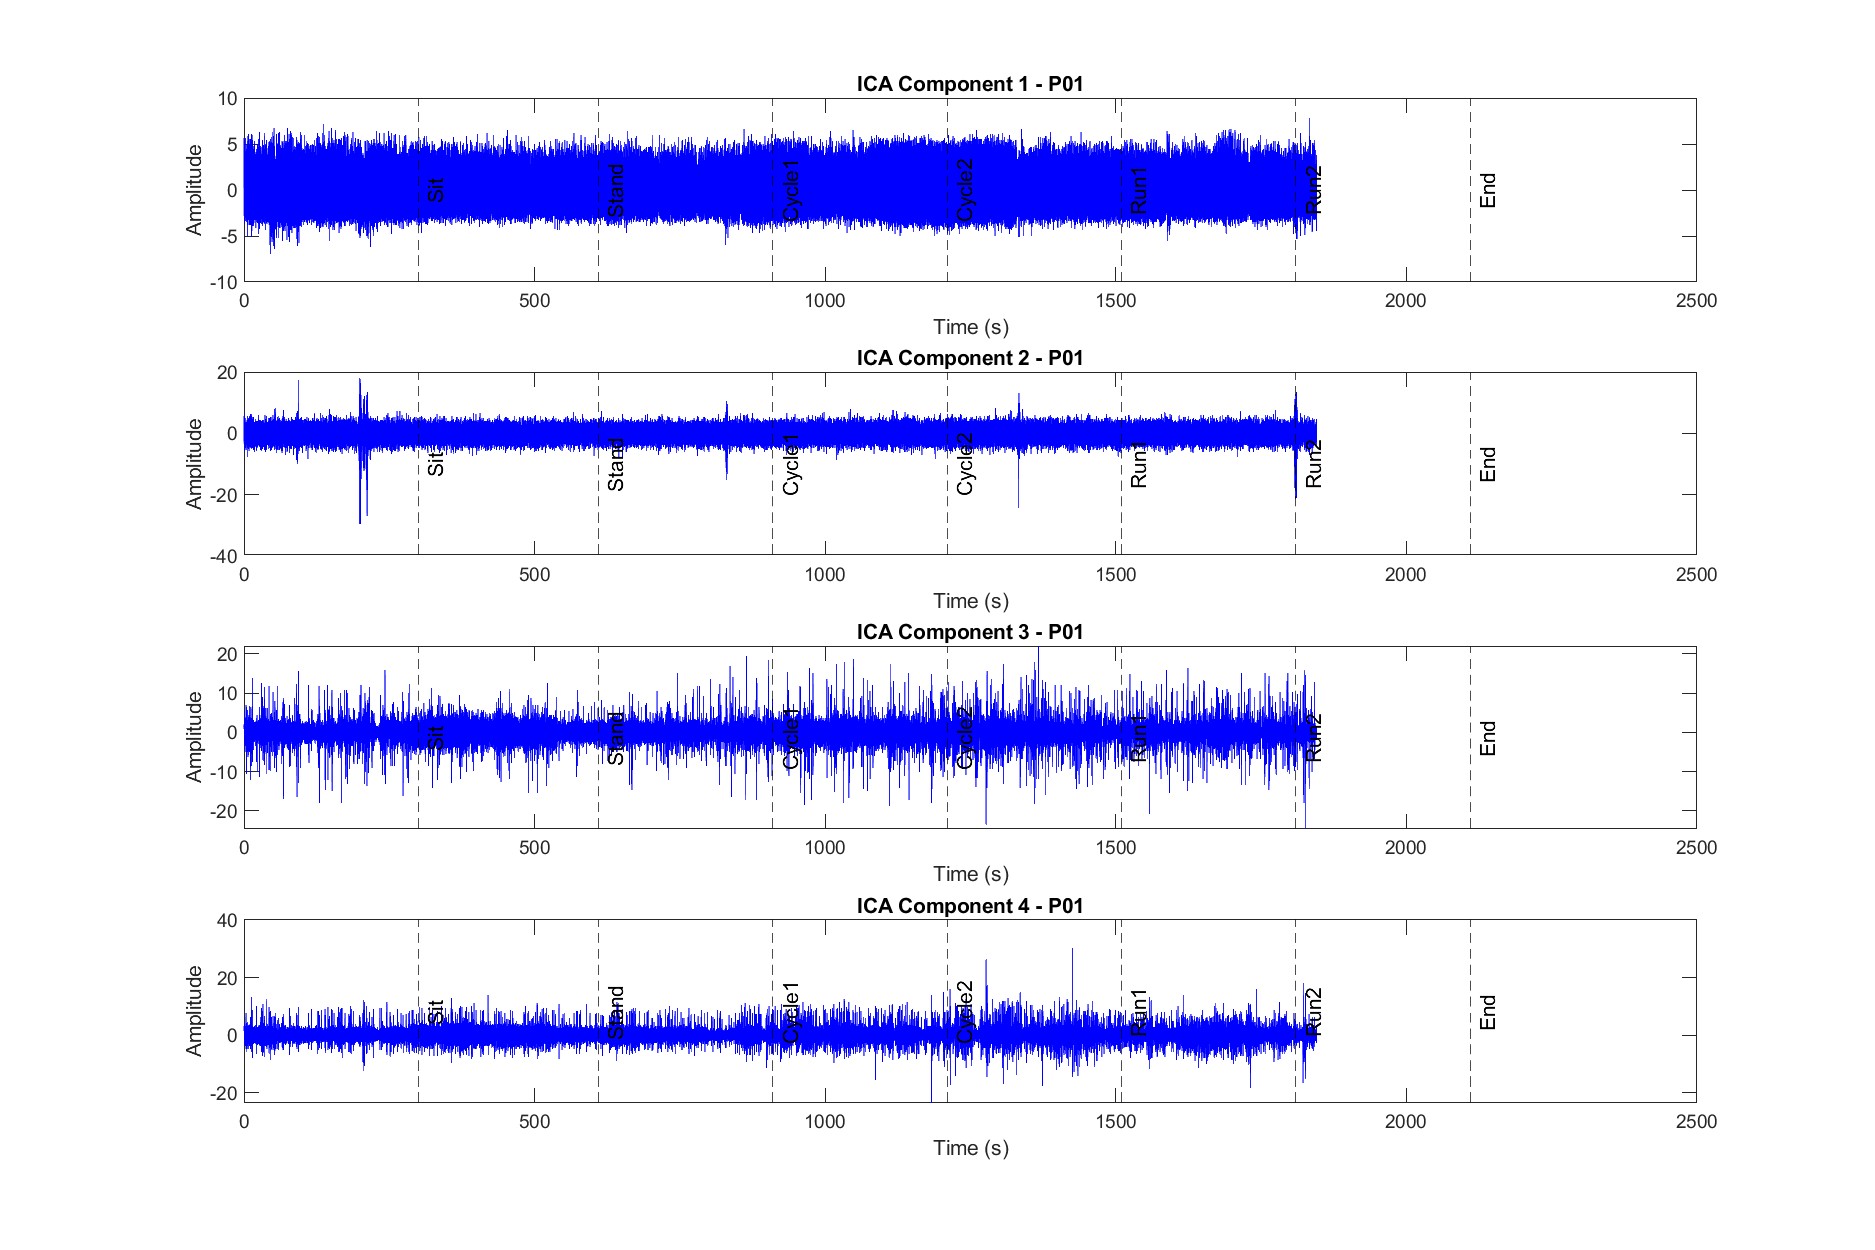 ICA Component 1 - P01
10
5
0
-5
-10
Amplitude
Sit
Stand
Cycle1
Cycle2
Run1
Run2
End
0 500 1000 1500 2000 2500
Time (s)
ICA Component 2 - P01
20
0
-20
-40
Amplitude
Sit
Stand
Cycle1
Cycle2
Run1
Run2
End
0 500 1000 1500 2000 2500
Time (s)
ICA Component 3 - P01
20
10
0
-10
-20
Amplitude
Sit
Stand
Cycle1
Cycle2
Run1
Run2
End
0 500 1000 1500 2000 2500
Time (s)
ICA Component 4 - P01
40
20
0
-20
Amplitude
Sit
Stand
Cycle1
Cycle2
Run1
Run2
End
0 500 1000 1500 2000 2500
Time (s)